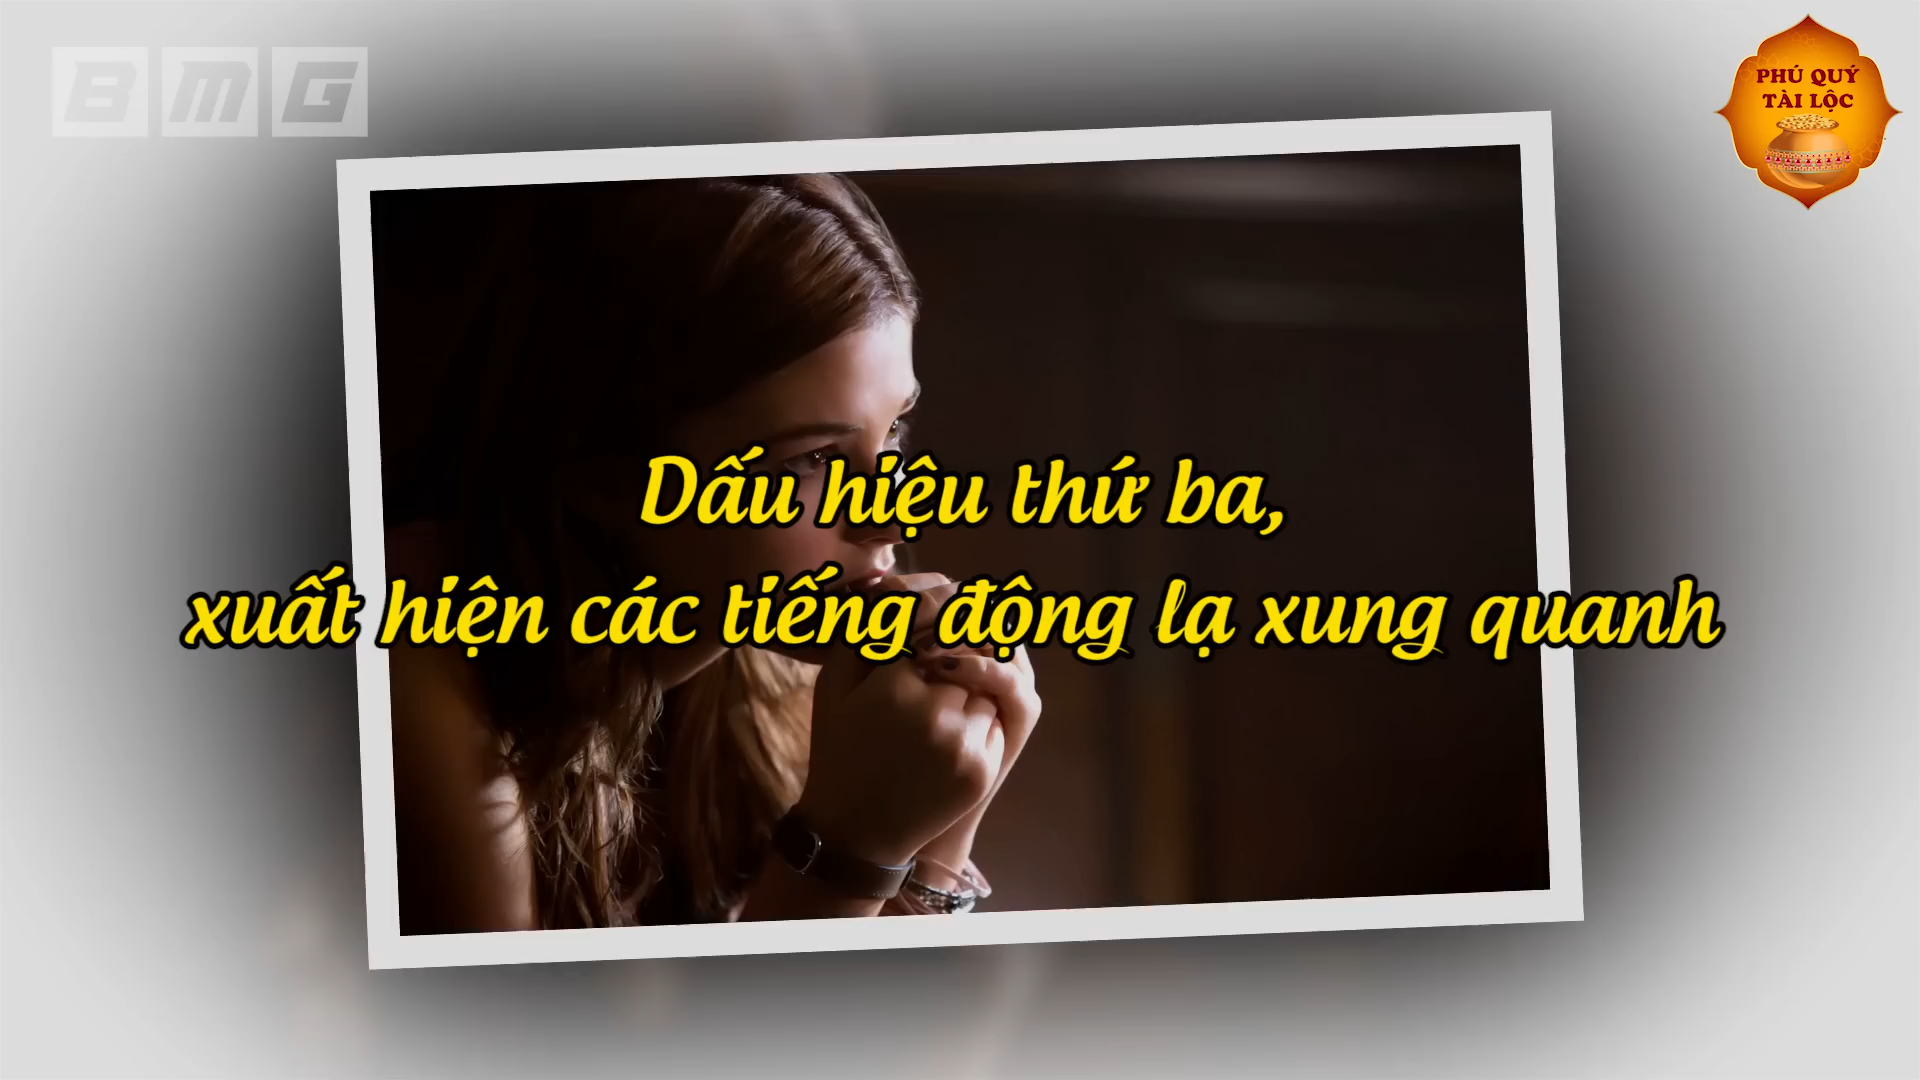 BMG
PHÚ QUÝ
TÀI LỘC
Dấu hiệu thứ ba,
xuất hiện các tiếng động lạ xung quanh